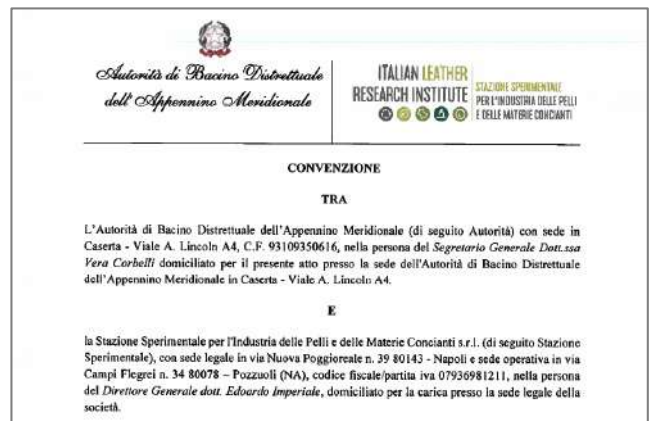 Autorità di Bacino Distrettuale
dell'Appennino Meridionale
ITALIAN LEATHER
RESEARCH INSTITUTE
STAZIONE SPERIMENTALE
PER L'INDUSTRIA DELLE PELLI
E DELLE MATERIE CONCIANTI
CONVENZIONE
TRA
L'Autorità di Bacino Distrettuale dell'Appennino Meridionale (di seguito Autorità) con sede in
Caserta - Viale A. Lincoln A4, C.F. 93109350616, nella persona del Segretario Generale Dott.ssa
Vera Corbelli domiciliato per il presente atto presso la sede dell'Autorità di Bacino Distrettuale
dell'Appennino Meridionale in Caserta - Viale A. Lincoln A4.
E
la Stazione Sperimentale per l'Industria delle Pelli e delle Materie Concianti s.r.l. (di seguito Stazione
Sperimentale), con sede legale in via Nuova Poggioreale n. 39 80143 - Napoli e sede operativa in via
Campi Flegrei n. 34 80078 – Pozzuoli (NA), codice fiscale/partita iva 07936981211, nella persona
del Direttore Generale dott. Edoardo Imperiale, domiciliato per la carica presso la sede legale della
società.